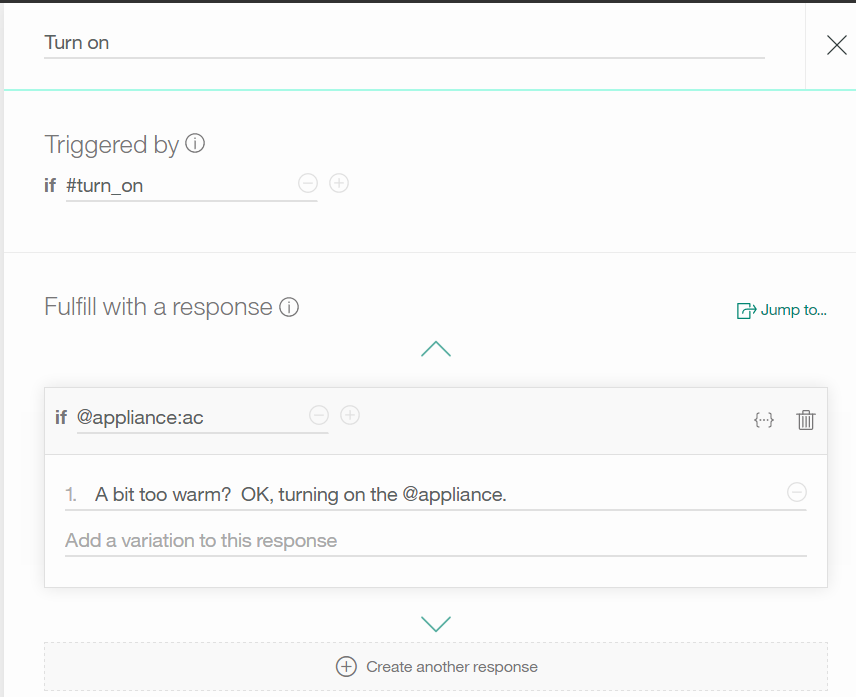 Turn on
Triggered by
if #turn_on
Fulfill with a response
Jump to...
if @appliance:ac
{...}
1. A bit too warm?  OK, turning on the @appliance.
Add a variation to this response
Create another response